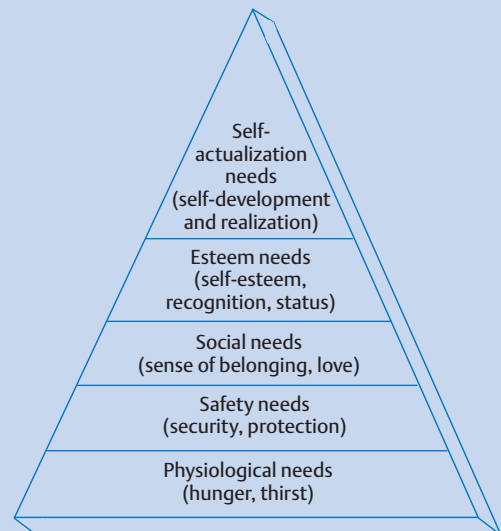 Self-
actualization
needs
(self-development
and realization)
Esteem needs
(self-esteem,
recognition, status)
Social needs
(sense of belonging, love)
Safety needs
(security, protection)
Physiological needs
(hunger, thirst)